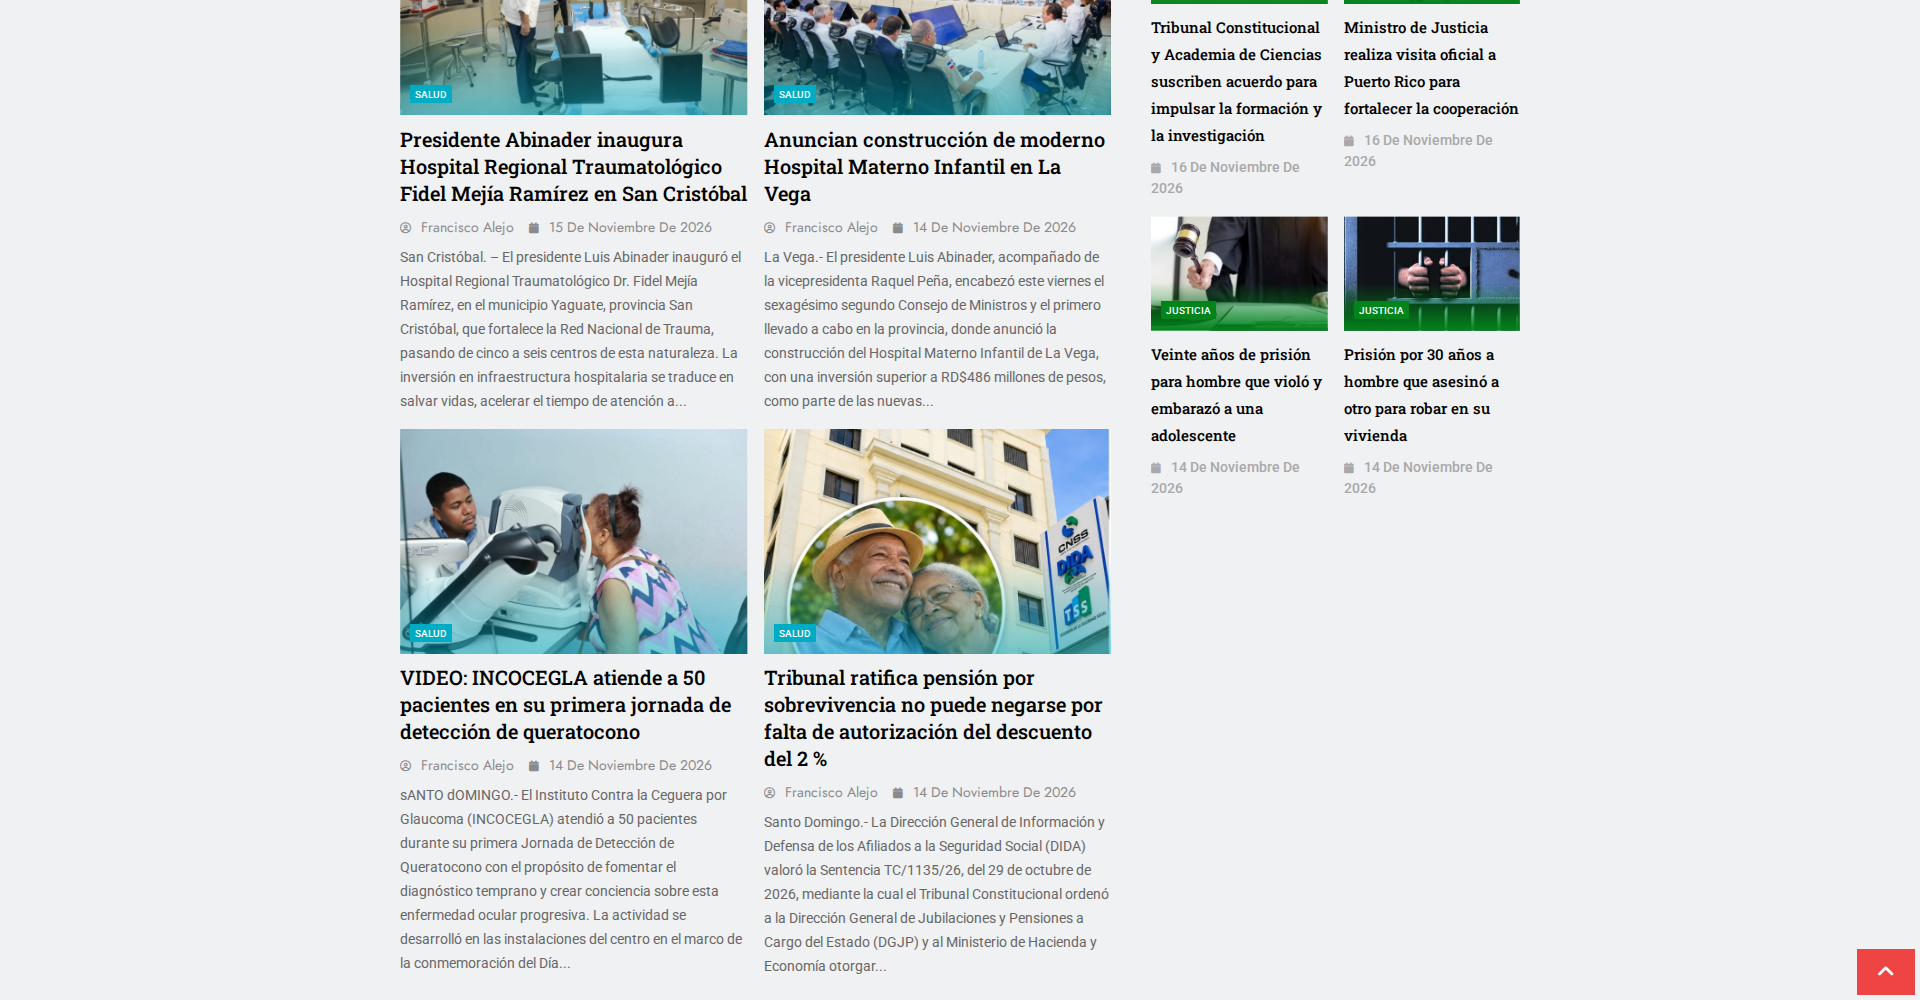 SALUD
Presidente Abinader inaugura
Hospital Regional Traumatológico
Fidel Mejía Ramírez en San Cristóbal
Francisco Alejo 15 De Noviembre De 2026
San Cristóbal. – El presidente Luis Abinader inauguró el
Hospital Regional Traumatológico Dr. Fidel Mejía
Ramírez, en el municipio Yaguate, provincia San
Cristóbal, que fortalece la Red Nacional de Trauma,
pasando de cinco a seis centros de esta naturaleza. La
inversión en infraestructura hospitalaria se traduce en
salvar vidas, acelerar el tiempo de atención a...
SALUD
Anuncian construcción de moderno
Hospital Materno Infantil en La
Vega
Francisco Alejo 14 De Noviembre De 2026
La Vega.- El presidente Luis Abinader, acompañado de
la vicepresidenta Raquel Peña, encabezó este viernes el
sexagésimo segundo Consejo de Ministros y el primero
llevado a cabo en la provincia, donde anunció la
construcción del Hospital Materno Infantil de La Vega,
con una inversión superior a RD$486 millones de pesos,
como parte de las nuevas...
SALUD
VIDEO: INCOCEGLA atiende a 50
pacientes en su primera jornada de
detección de queratocono
Francisco Alejo 14 De Noviembre De 2026
sANTO dOMINGO.- El Instituto Contra la Ceguera por
Glaucoma (INCOCEGLA) atendió a 50 pacientes
durante su primera Jornada de Detección de
Queratocono con el propósito de fomentar el
diagnóstico temprano y crear conciencia sobre esta
enfermedad ocular progresiva. La actividad se
desarrolló en las instalaciones del centro en el marco de
la conmemoración del Día...
CNSS
DIDA
TSS
SALUD
Tribunal ratifica pensión por
sobrevivencia no puede negarse por
falta de autorización del descuento
del 2 %
Francisco Alejo 14 De Noviembre De 2026
Santo Domingo.- La Dirección General de Información y
Defensa de los Afiliados a la Seguridad Social (DIDA)
valoró la Sentencia TC/1135/26, del 29 de octubre de
2026, mediante la cual el Tribunal Constitucional ordenó
a la Dirección General de Jubilaciones y Pensiones a
Cargo del Estado (DGJP) y al Ministerio de Hacienda y
Economía otorgar...
Tribunal Constitucional
y Academia de Ciencias
suscriben acuerdo para
impulsar la formación y
la investigación
16 De Noviembre De
2026
Ministro de Justicia
realiza visita oficial a
Puerto Rico para
fortalecer la cooperación
16 De Noviembre De
2026
JUSTICIA
Veinte años de prisión
para hombre que violó y
embarazó a una
adolescente
14 De Noviembre De
2026
JUSTICIA
Prisión por 30 años a
hombre que asesinó a
otro para robar en su
vivienda
14 De Noviembre De
2026